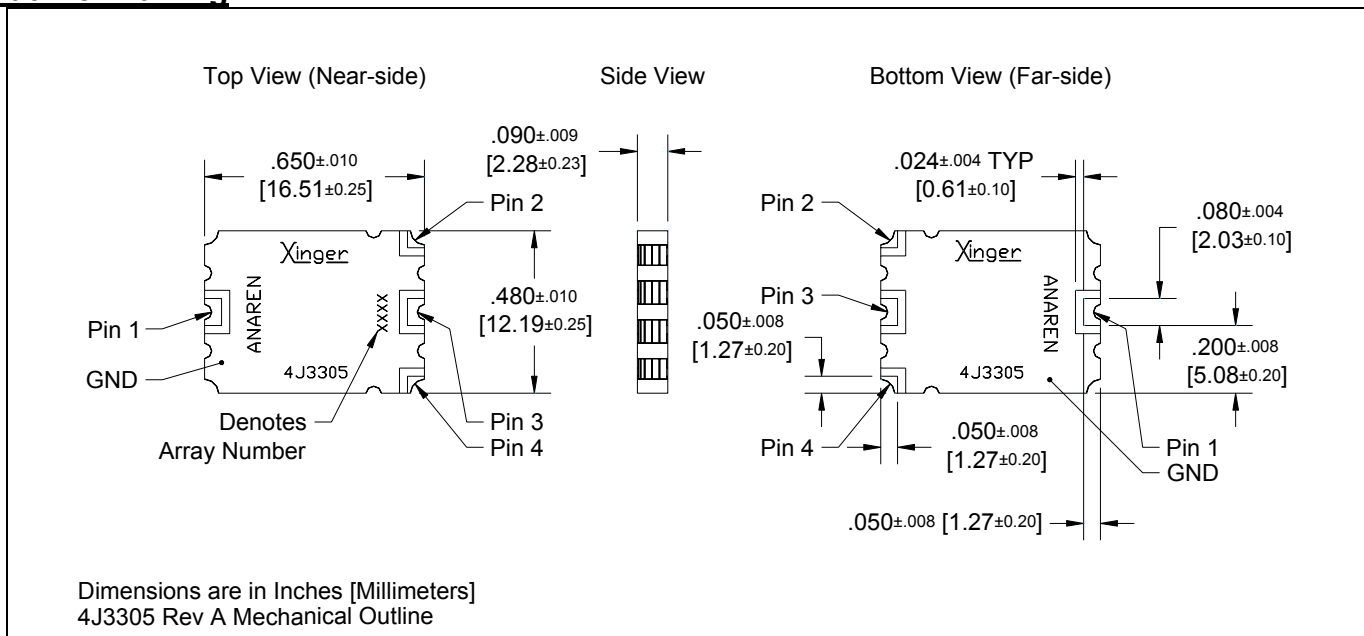 Top View (Near-side)
Side View
Bottom View (Far-side)
.650±.010
[16.51±0.25]
.090±.009
[2.28±0.23]
.024±.004 TYP
[0.61±0.10]
Pin 2
Pin 2
.080±.004
[2.03±0.10]
Xinger
ANAREN
XXXX
4J3305
.480±.010
[12.19±0.25]
Pin 1
GND
Denotes
Array Number
Pin 3
Pin 4
Pin 3
.050±.008
[1.27±0.20]
Pin 4
Xinger
ANAREN
4J3305
.200±.008
[5.08±0.20]
.050±.008
[1.27±0.20]
Pin 1
GND
.050±.008 [1.27±0.20]
Dimensions are in Inches [Millimeters]
4J3305 Rev A Mechanical Outline